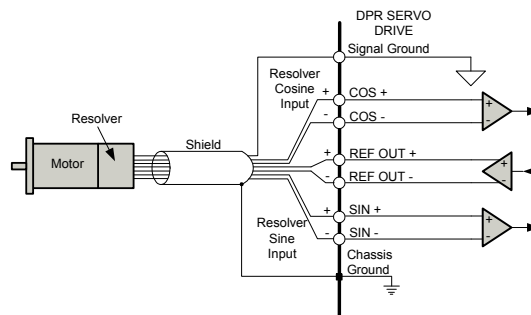 DPR SERVO
DRIVE
Signal Ground
Resolver
Cosine
Input
+ COS +
- COS -
+
-
Resolver
Shield
Motor
+ REF OUT +
- REF OUT -
+
-
+ SIN +
- SIN -
+
-
Resolver
Sine
Input
Chassis
Ground